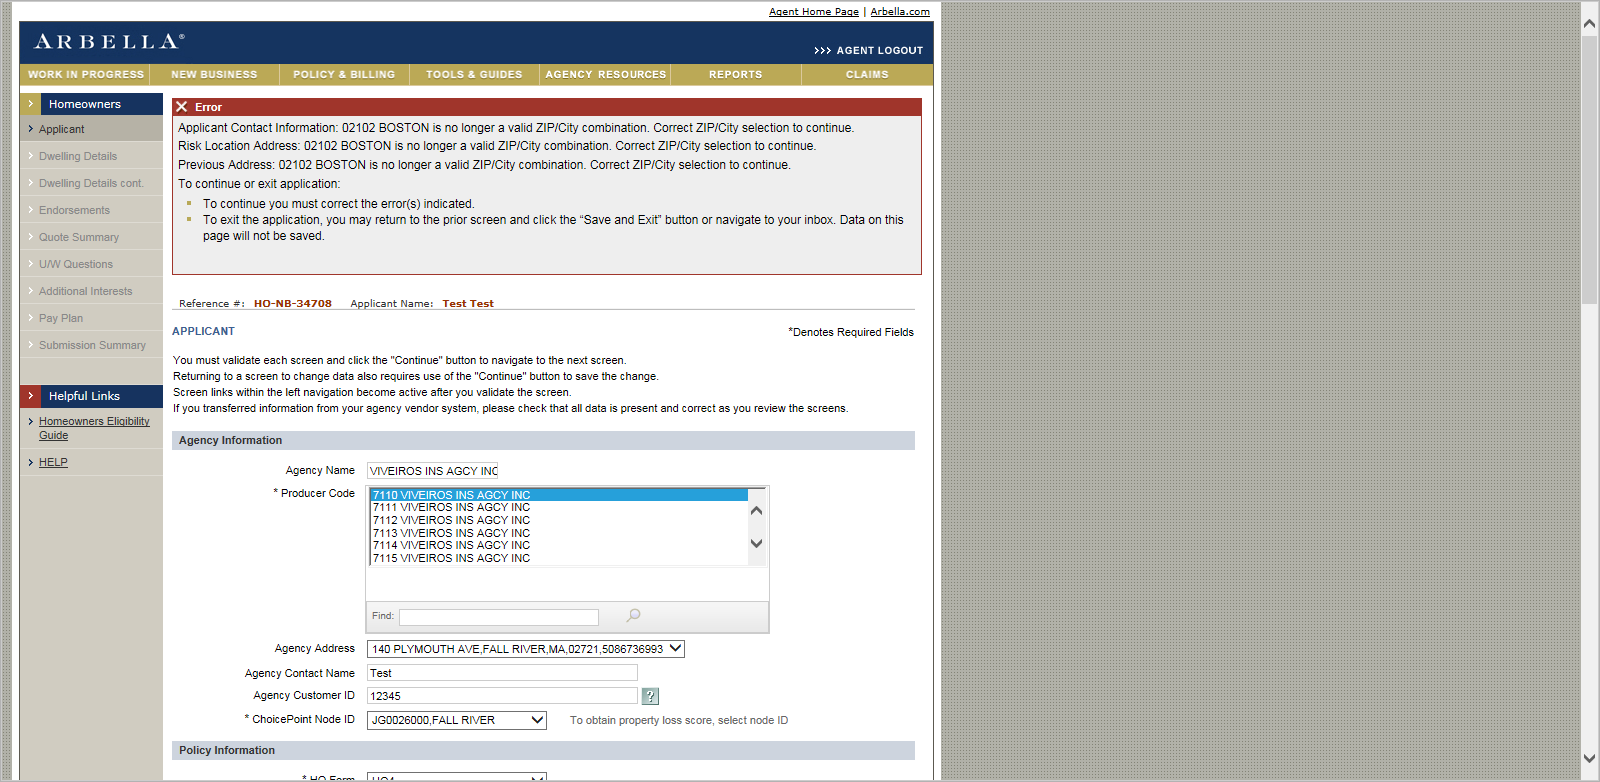 Agent Home Page | Arbella.com
ARBELLA®
>>> AGENT LOGOUT
WORK IN PROGRESS NEW BUSINESS POLICY & BILLING TOOLS & GUIDES AGENCY RESOURCES REPORTS CLAIMS
Homeowners
Applicant
Dwelling Details
Dwelling Details cont.
Endorsements
Quote Summary
U/W Questions
Additional Interests
Pay Plan
Submission Summary
Helpful Links
Homeowners Eligibility
Guide
HELP
Error
Applicant Contact Information: 02102 BOSTON is no longer a valid ZIP/City combination. Correct ZIP/City selection to continue.
Risk Location Address: 02102 BOSTON is no longer a valid ZIP/City combination. Correct ZIP/City selection to continue.
Previous Address: 02102 BOSTON is no longer a valid ZIP/City combination. Correct ZIP/City selection to continue.
To continue or exit application:
To continue you must correct the error(s) indicated.
To exit the application, you may return to the prior screen and click the “Save and Exit” button or navigate to your inbox. Data on this
page will not be saved.
Reference #: HO-NB-34708 Applicant Name: Test Test
APPLICANT
*Denotes Required Fields
You must validate each screen and click the "Continue" button to navigate to the next screen.
Returning to a screen to change data also requires use of the "Continue" button to save the change.
Screen links within the left navigation become active after you validate the screen.
If you transferred information from your agency vendor system, please check that all data is present and correct as you review the screens.
Agency Information
Agency Name VIVEIROS INS AGCY INC
* Producer Code
7110 VIVEIROS INS AGCY INC
7111 VIVEIROS INS AGCY INC
7112 VIVEIROS INS AGCY INC
7113 VIVEIROS INS AGCY INC
7114 VIVEIROS INS AGCY INC
7115 VIVEIROS INS AGCY INC
Find:
Agency Address 140 PLYMOUTH AVE,FALL RIVER,MA,02721,5086736993
Agency Contact Name Test
Agency Customer ID 12345 ?
* ChoicePoint Node ID JG0026000,FALL RIVER To obtain property loss score, select node ID
Policy Information
* HO Form HO4